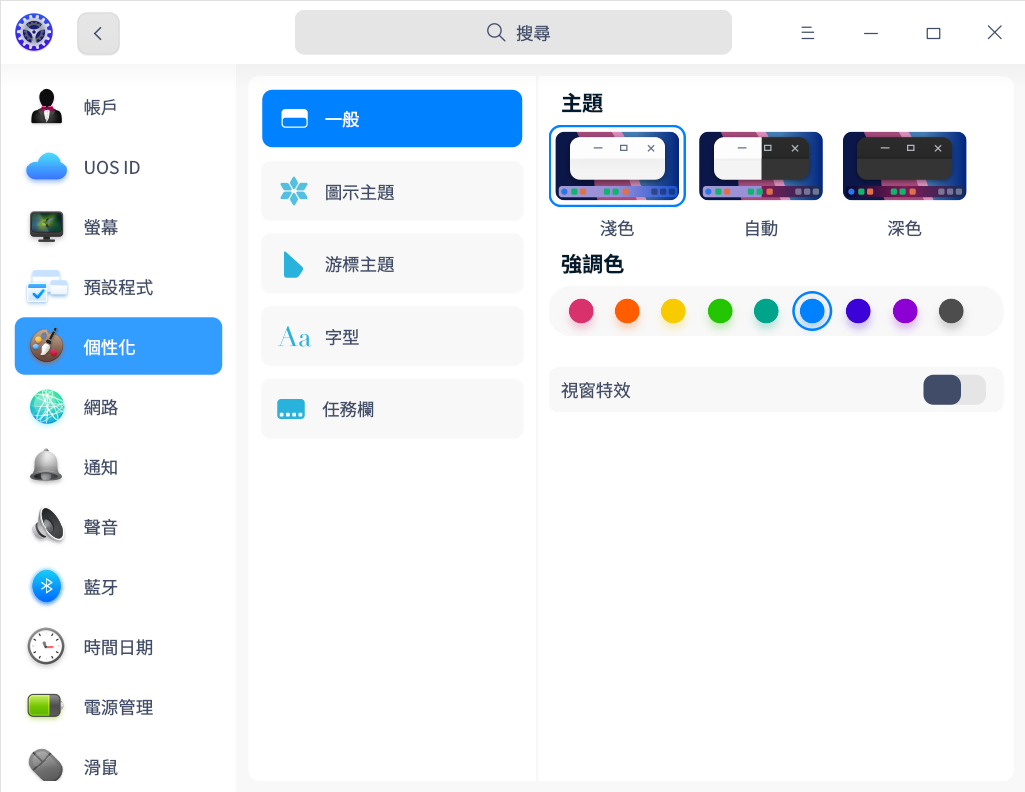 搜尋
帳戶
UOS ID
螢幕
預設程式
個性化
網路
通知
聲音
藍牙
時間日期
電源管理
滑鼠
一般
圖示主題
游標主題
Aa 字型
任務欄
主題
淺色 自動 深色
強調色
視窗特效